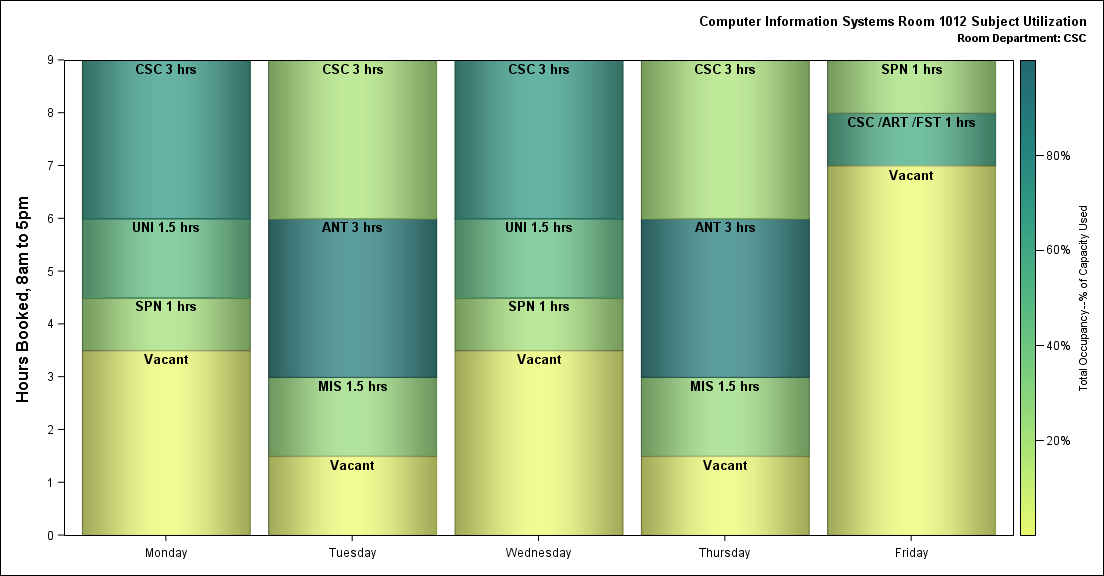 Computer Information Systems Room 1012 Subject Utilization
Room Department: CSC
Hours Booked, 8am to 5pm
9
8
7
6
5
4
3
2
1
0
CSC 3 hrs
UNI 1.5 hrs
SPN 1 hrs
Vacant
Monday
CSC 3 hrs
ANT 3 hrs
MIS 1.5 hrs
Vacant
Tuesday
CSC 3 hrs
UNI 1.5 hrs
SPN 1 hrs
Vacant
Wednesday
CSC 3 hrs
ANT 3 hrs
MIS 1.5 hrs
Vacant
Thursday
SPN 1 hrs
CSC /ART /FST 1 hrs
Vacant
Friday
80%
60%
40%
20%
Total Occupancy--% of Capacity Used